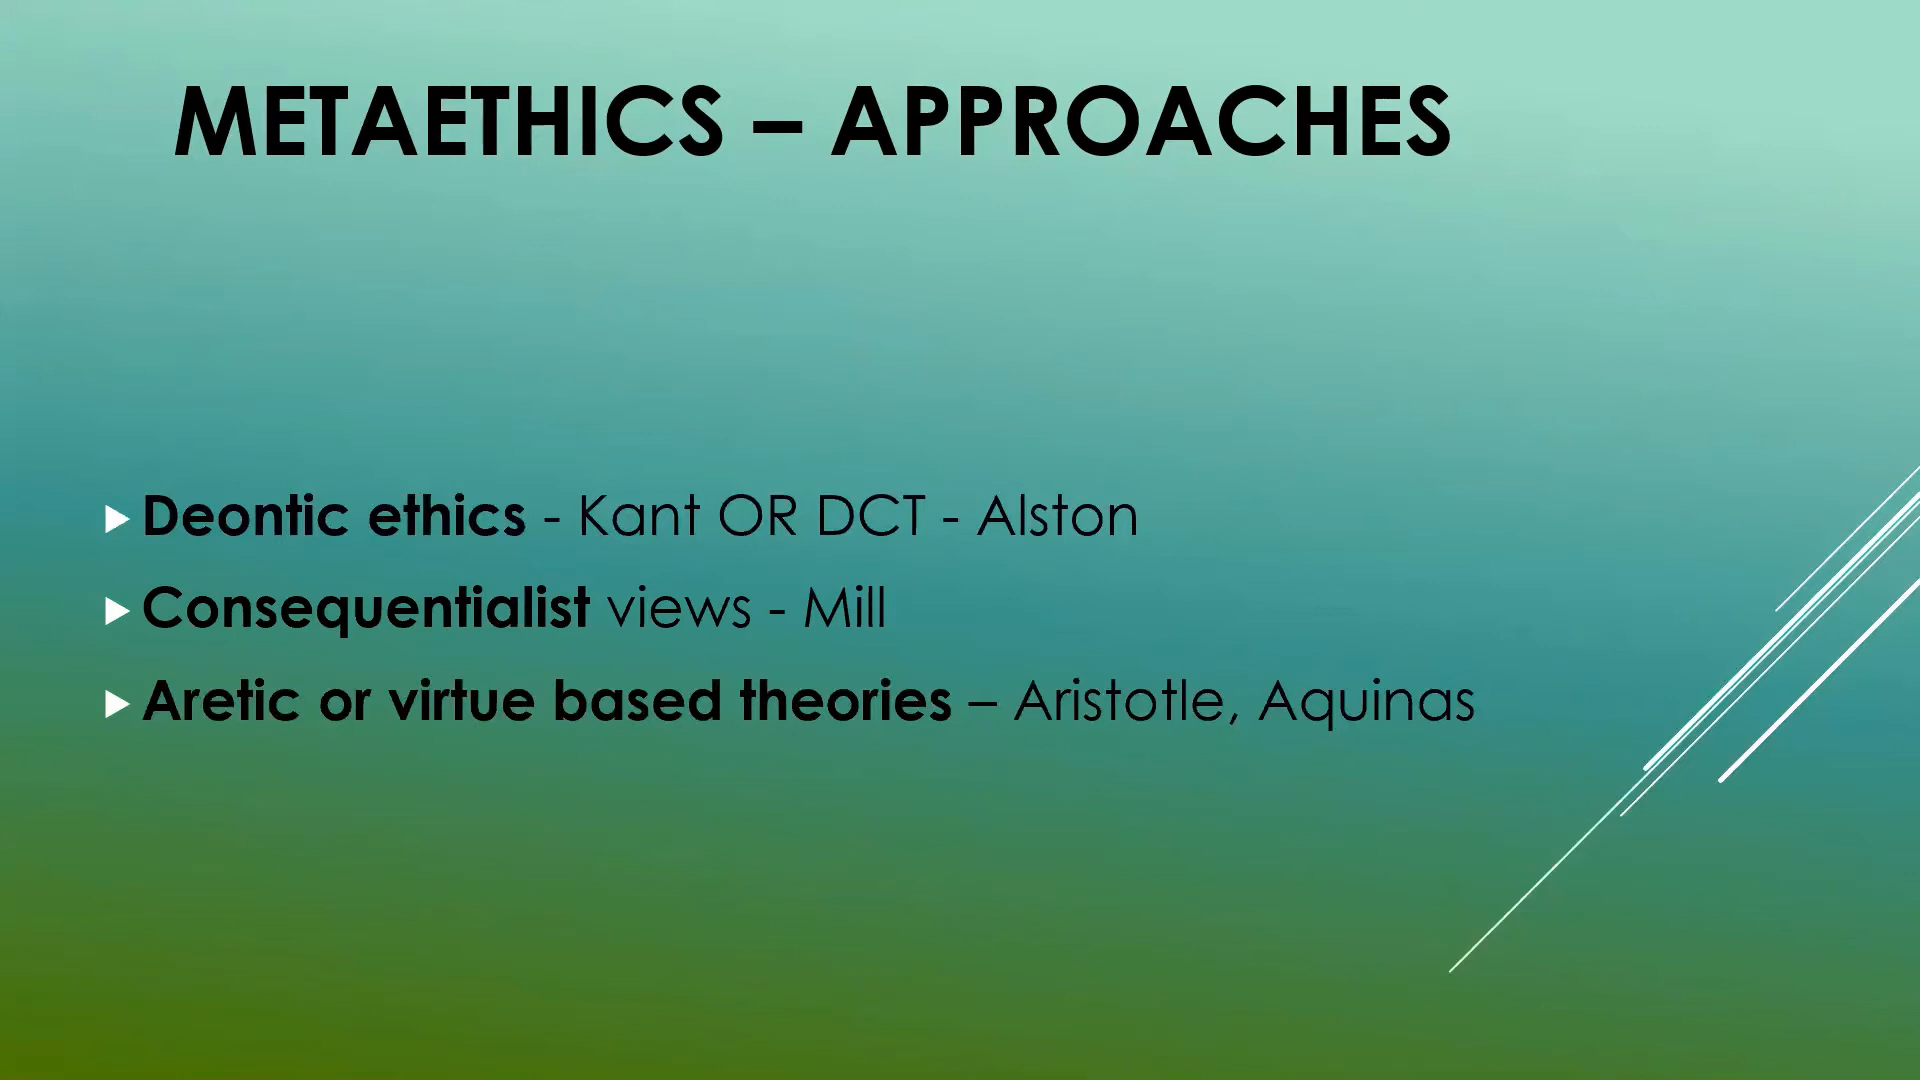 METAETHICS – APPROACHES
Deontic ethics - Kant OR DCT - Alston
Consequentialist views - Mill
Aretic or virtue based theories – Aristotle, Aquinas